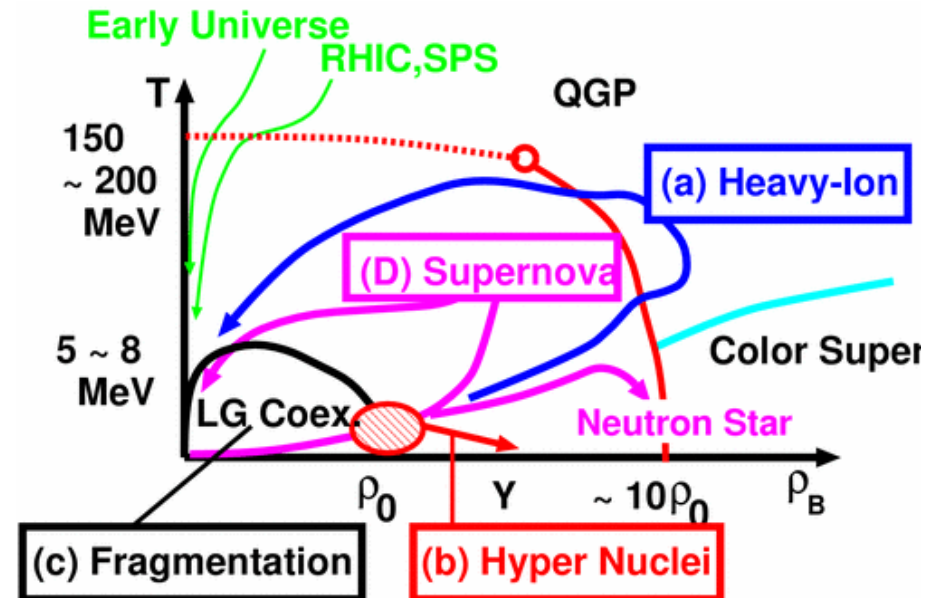 Early Universe
RHIC,SPS
T
QGP
150
~ 200
MeV
(a) Heavy-Ion
(D) Supernova
5 ~ 8
MeV
Color Super
LG Coex.
Neutron Star
ρ0
Y
~ 10ρ0
ρB
(c) Fragmentation
(b) Hyper Nuclei